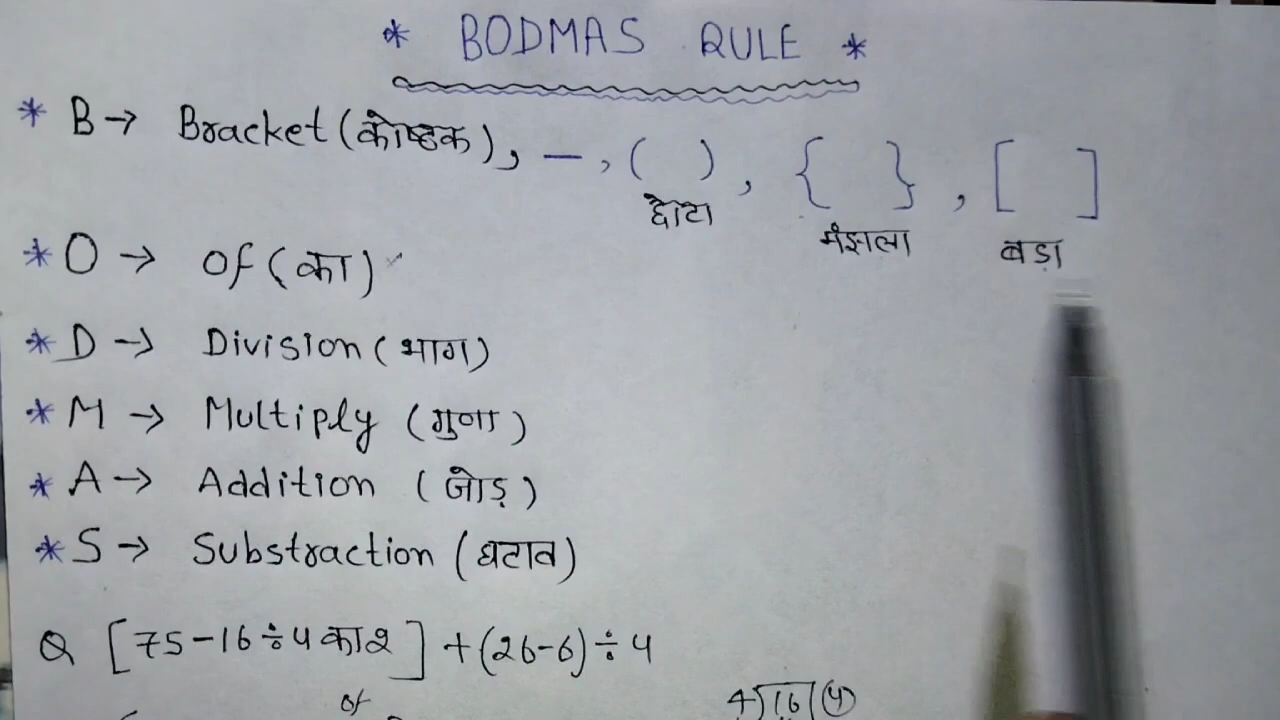 * BODMAS RULE *
* B→ Bracket (कोष्ठक), —, ( ), { }, [ ]
छोटा मंझला बड़ा
* O → of (का)
* D → Division (भाग)
* M → Multiply (गुणा)
* A → Addition (जोड़)
* S → Substraction (घटाव)
Q [75-16÷4 का 2] + (26-6) ÷ 4
of 4)16(4